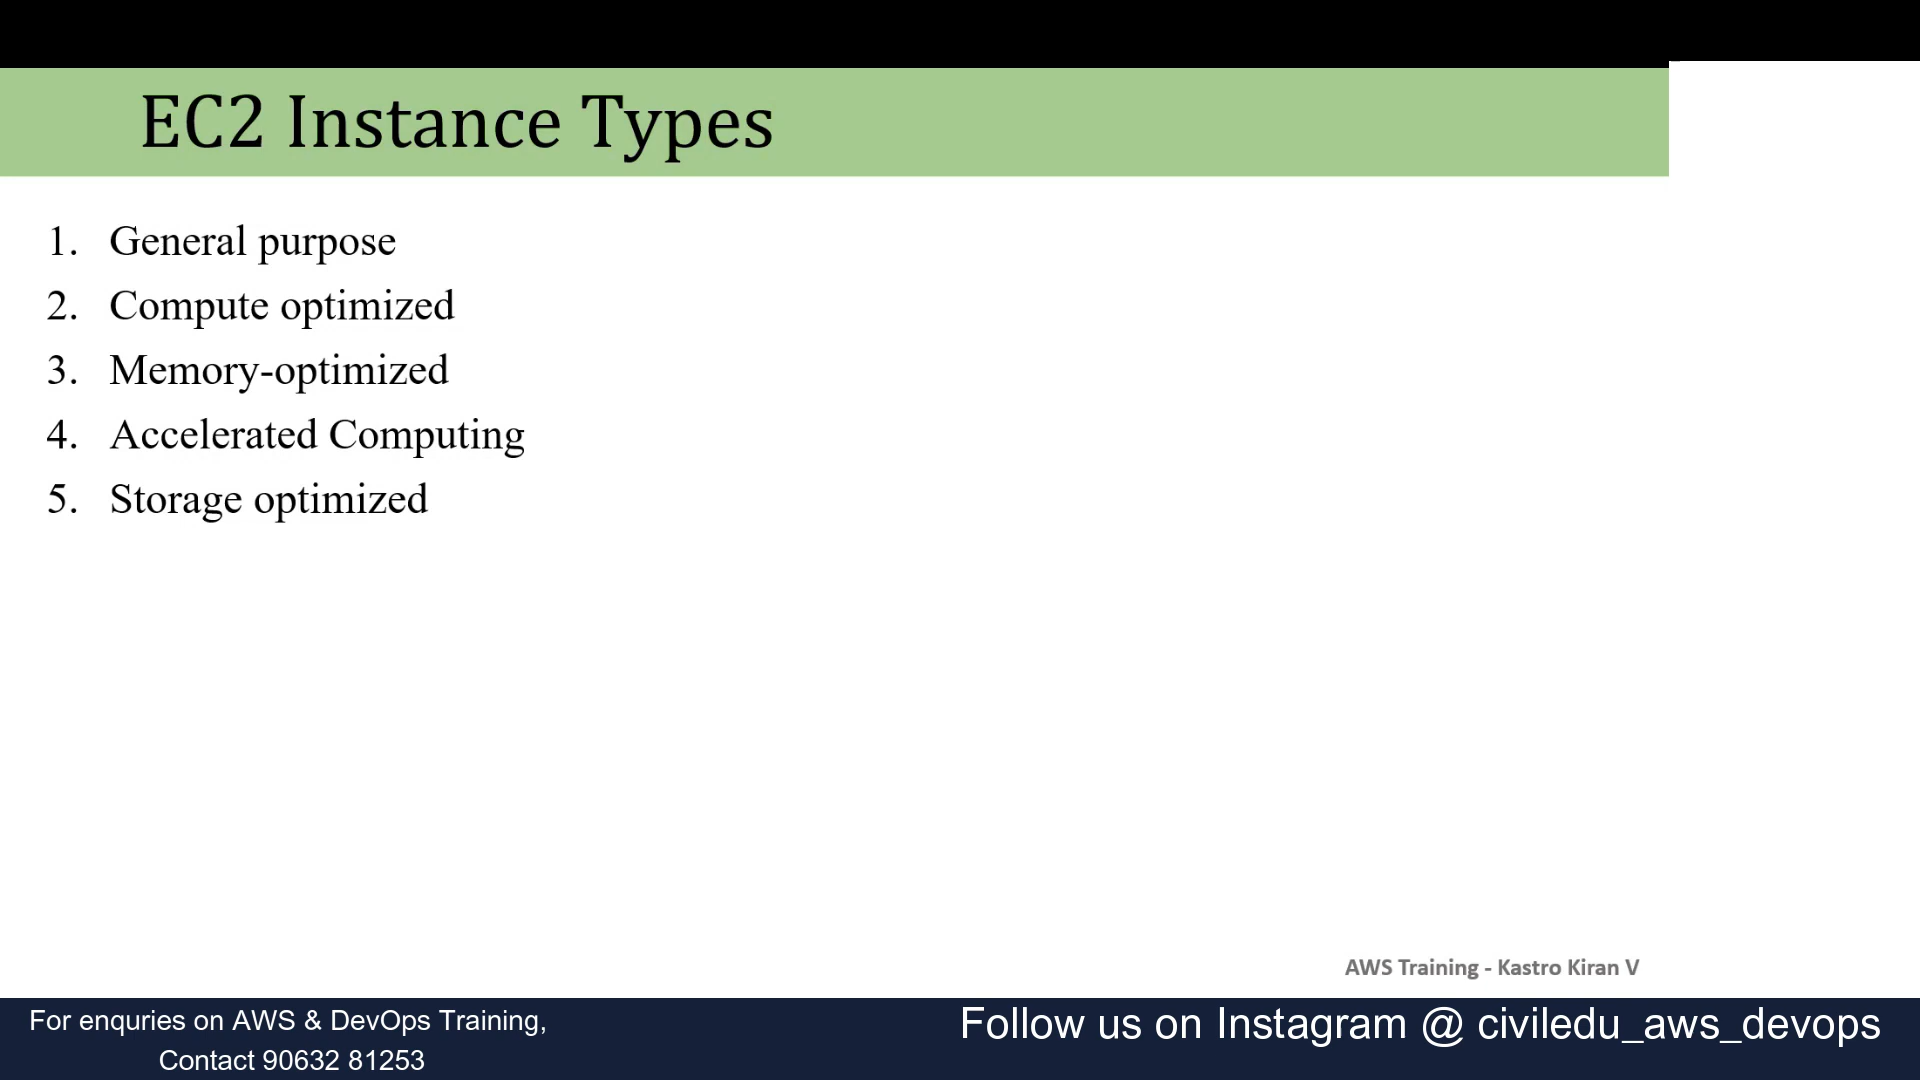 EC2 Instance Types
1. General purpose
2. Compute optimized
3. Memory-optimized
4. Accelerated Computing
5. Storage optimized
AWS Training - Kastro Kiran V
For enquries on AWS & DevOps Training,
Contact 90632 81253
Follow us on Instagram @ civiledu_aws_devops